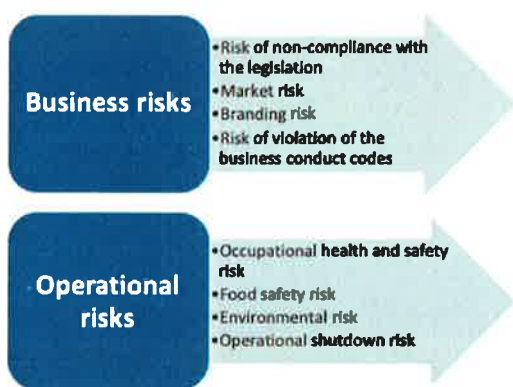 Business risks
•Risk of non-compliance with
the legislation
•Market risk
•Branding risk
•Risk of violation of the
business conduct codes
Operational
risks
•Occupational health and safety
risk
•Food safety risk
•Environmental risk
•Operational shutdown risk